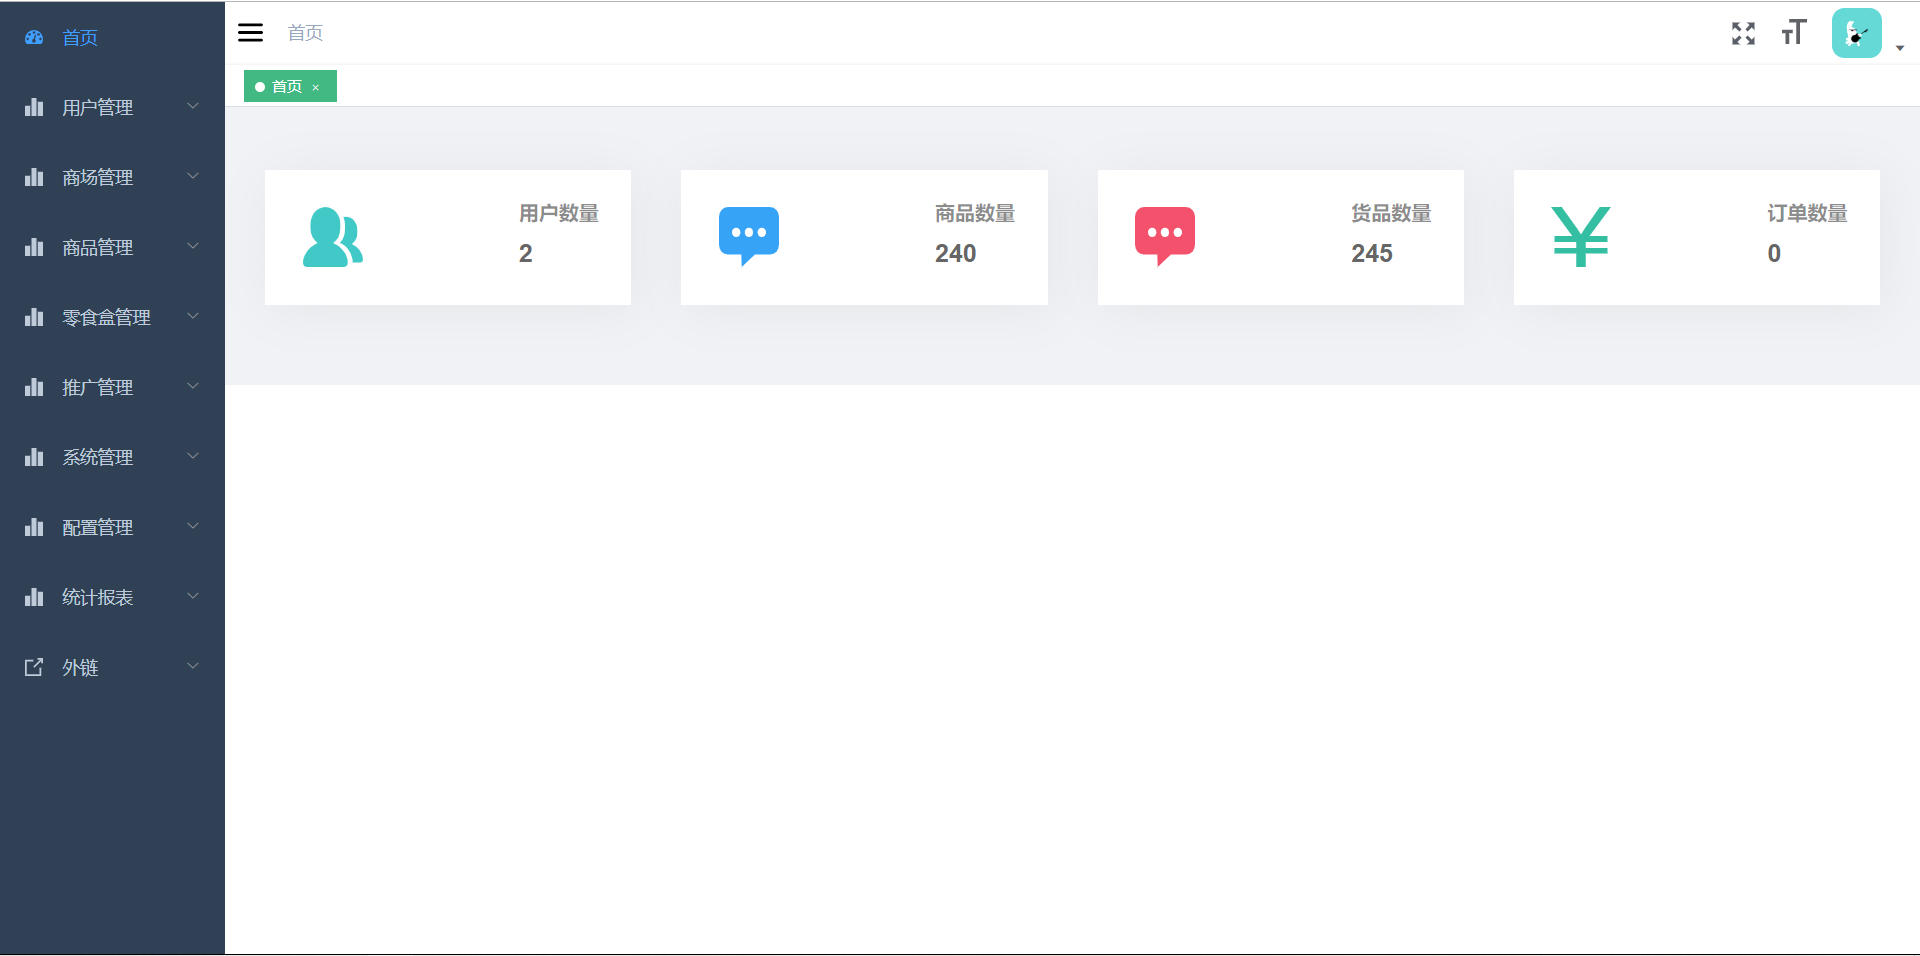 首页
用户管理
商场管理
商品管理
零食盒管理
推广管理
系统管理
配置管理
统计报表
外链
首页
首页 ×
用户数量
2
商品数量
240
货品数量
245
订单数量
0